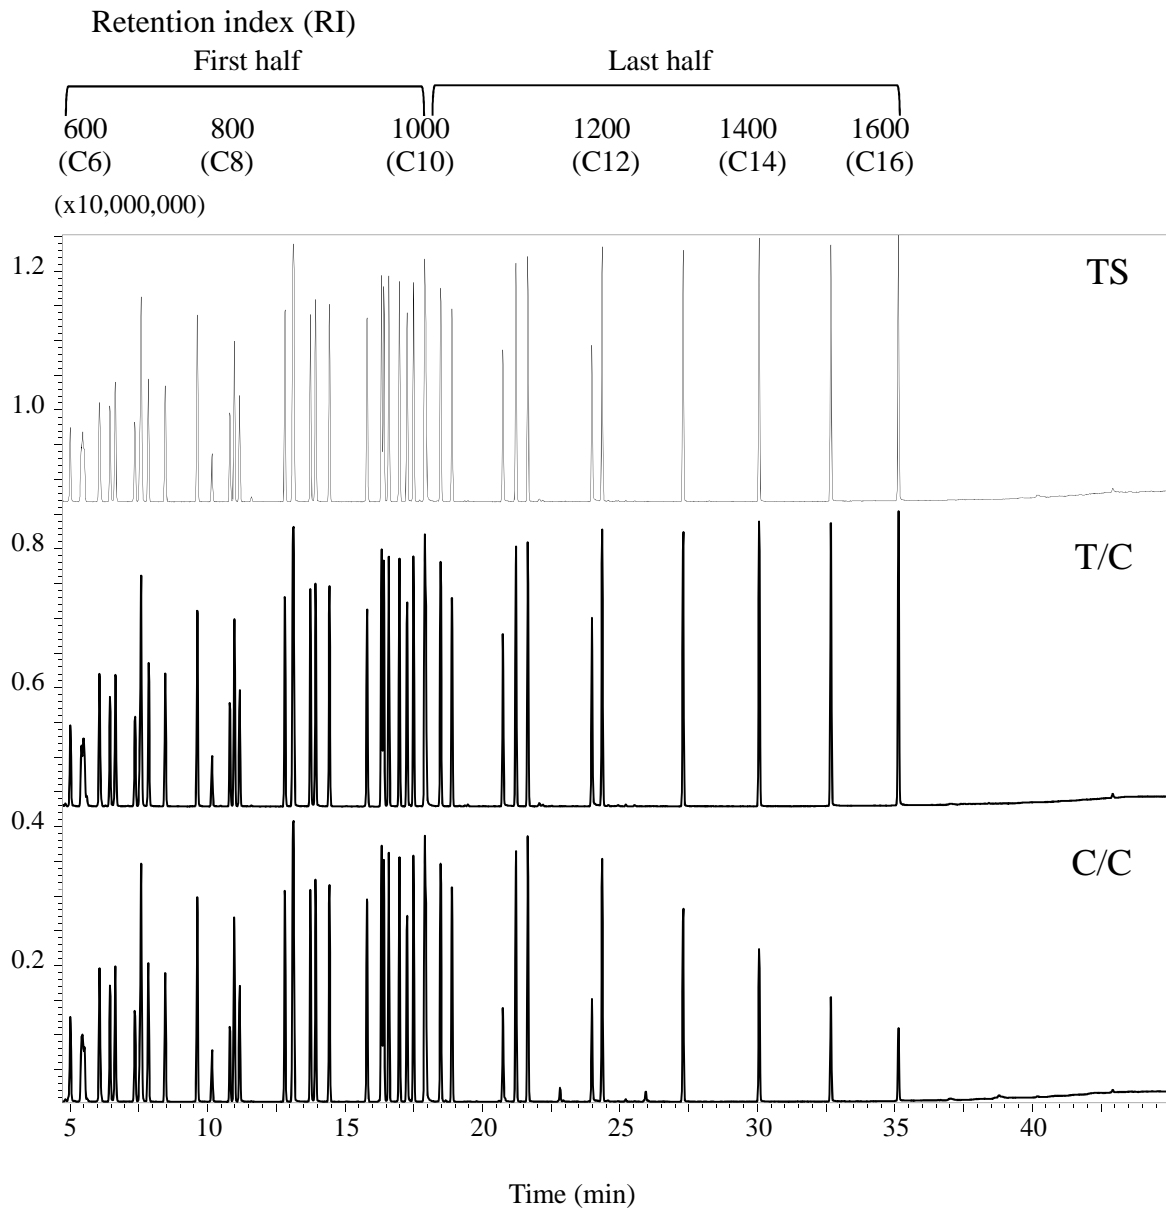 Retention index (RI)
First half Last half
600 800 1000 1200 1400 1600
(C6) (C8) (C10) (C12) (C14) (C16)
(x10,000,000)
TS
1.2
1.0
T/C
0.8
0.6
0.4
C/C
0.2
5 10 15 20 25 30 35 40
Time (min)